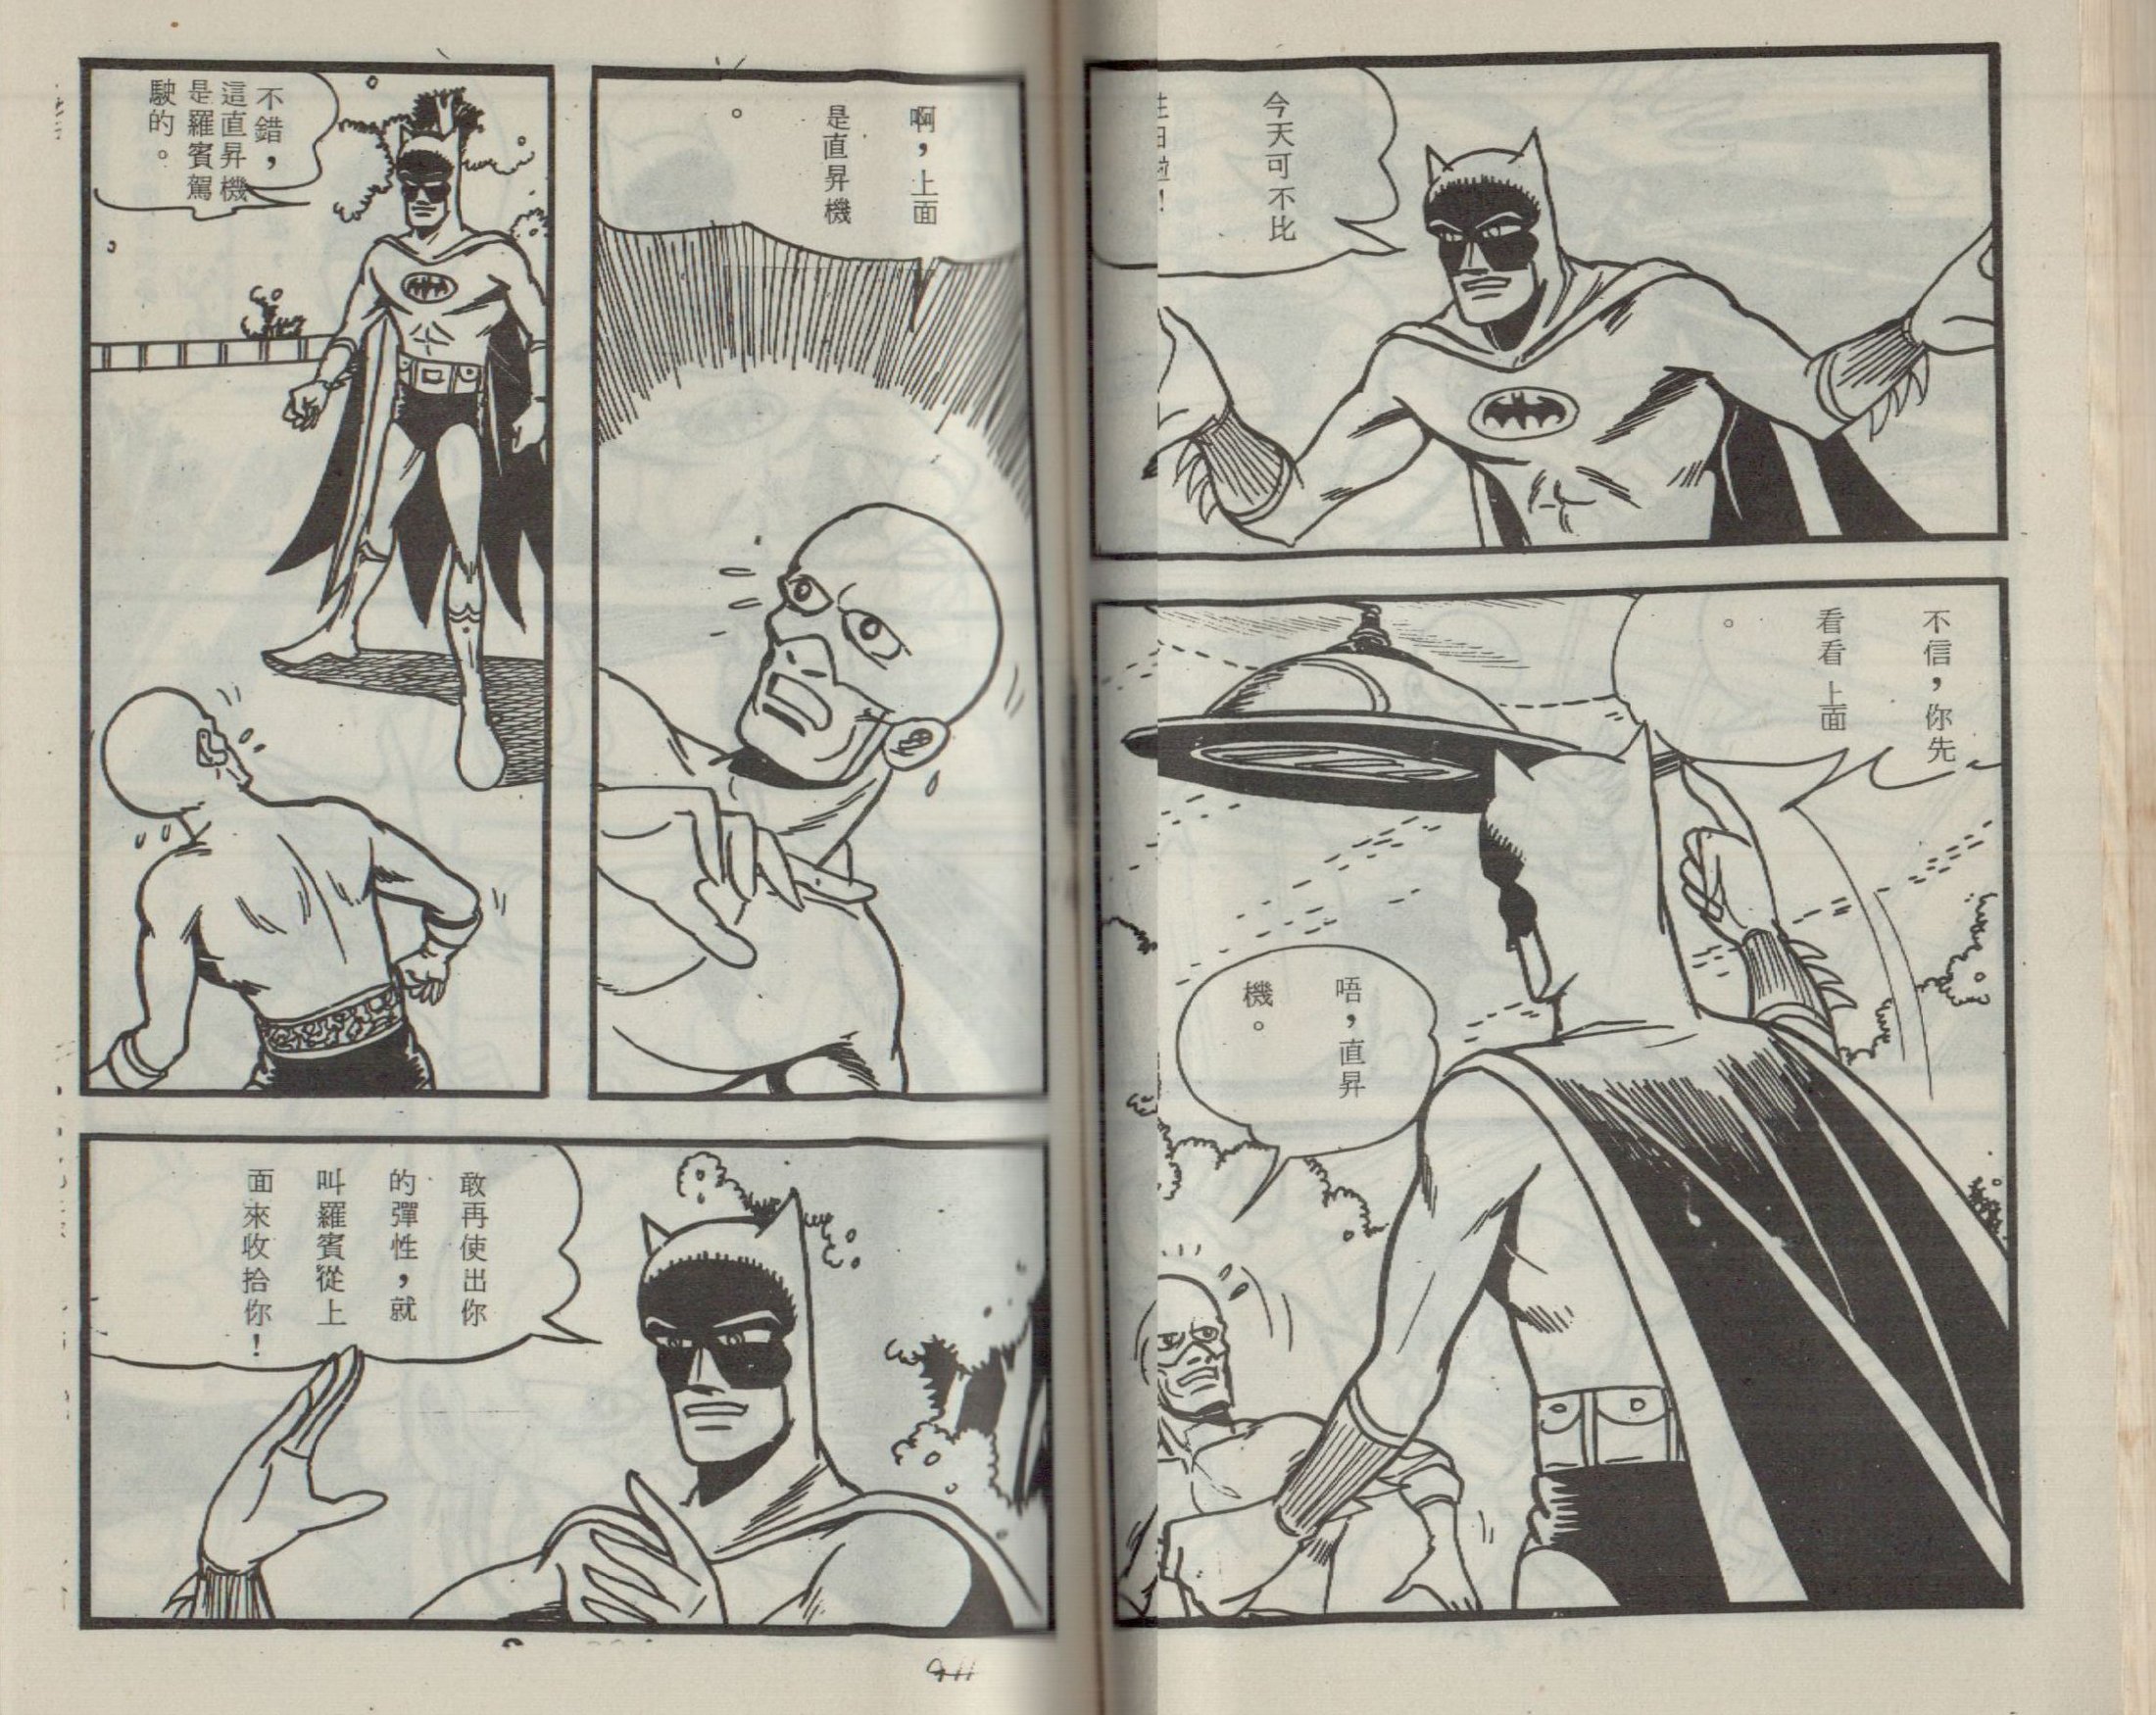 今天可不比
日啦！
不信，你先
看看上面
。
唔，直昇
機。
啊，上面
是直昇機
。
不錯，
這直昇機
是羅賓駕
駛的。
敢再使出你
的彈性，就
叫羅賓從上
面來收拾你！